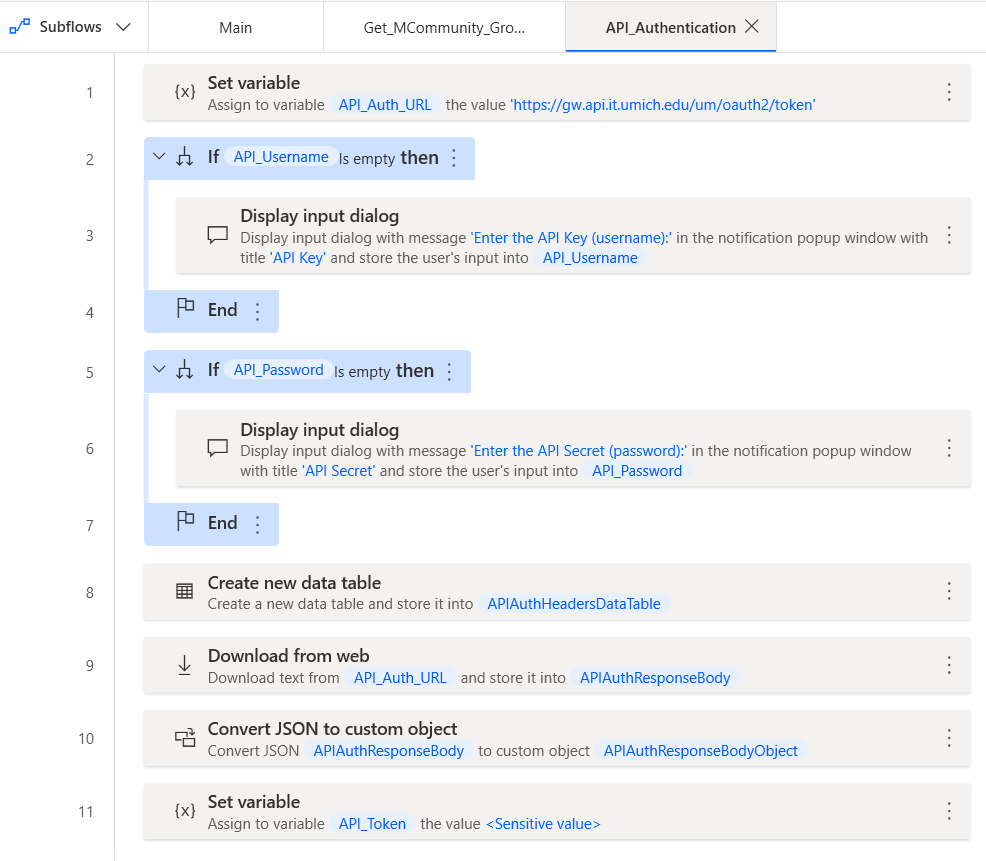 Subflows
Main
Get_MCommunity_Gro...
API_Authentication
1
{x}
Set variable
Assign to variable API_Auth_URL the value 'https://gw.api.it.umich.edu/um/oauth2/token'
2
If API_Username Is empty then
3
Display input dialog
Display input dialog with message 'Enter the API Key (username):' in the notification popup window with
title 'API Key' and store the user's input into API_Username
4
End
5
If API_Password Is empty then
6
Display input dialog
Display input dialog with message 'Enter the API Secret (password):' in the notification popup window
with title 'API Secret' and store the user's input into API_Password
7
End
8
Create new data table
Create a new data table and store it into APIAuthHeadersDataTable
9
Download from web
Download text from API_Auth_URL and store it into APIAuthResponseBody
10
Convert JSON to custom object
Convert JSON APIAuthResponseBody to custom object APIAuthResponseBodyObject
11
{x}
Set variable
Assign to variable API_Token the value <Sensitive value>